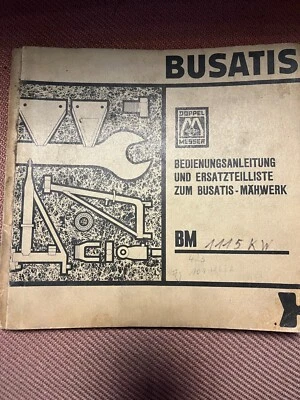 BUSATIS
DOPPEL
MESSER
BEDIENUNGSANLEITUNG
UND ERSATZTEILLISTE
ZUM BUSATIS-MÄHWERK
BM 1115 KW